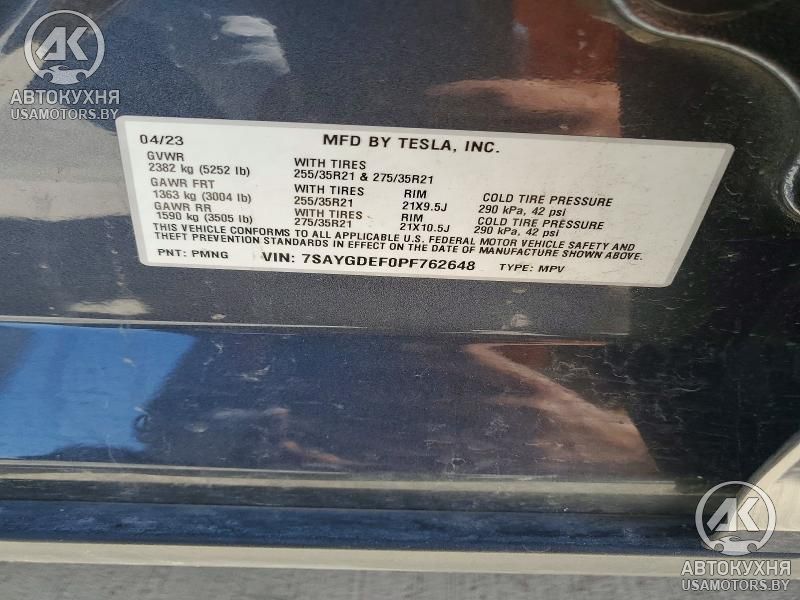 AK
АВТОКУХНЯ
USAMOTORS.BY
04/23 MFD BY TESLA, INC.
GVWR WITH TIRES
2382 kg (5252 lb) 255/35R21 & 275/35R21
GAWR FRT WITH TIRES RIM COLD TIRE PRESSURE
1363 kg (3004 lb) 255/35R21 21X9.5J 290 kPa, 42 psi
GAWR RR WITH TIRES RIM COLD TIRE PRESSURE
1590 kg (3505 lb) 275/35R21 21X10.5J 290 kPa, 42 psi
THIS VEHICLE CONFORMS TO ALL APPLICABLE U.S. FEDERAL MOTOR VEHICLE SAFETY AND
THEFT PREVENTION STANDARDS IN EFFECT ON THE DATE OF MANUFACTURE SHOWN ABOVE.
PNT: PMNG VIN: 7SAYGDEF0PF762648 TYPE: MPV
AK
АВТОКУХНЯ
USAMOTORS.BY